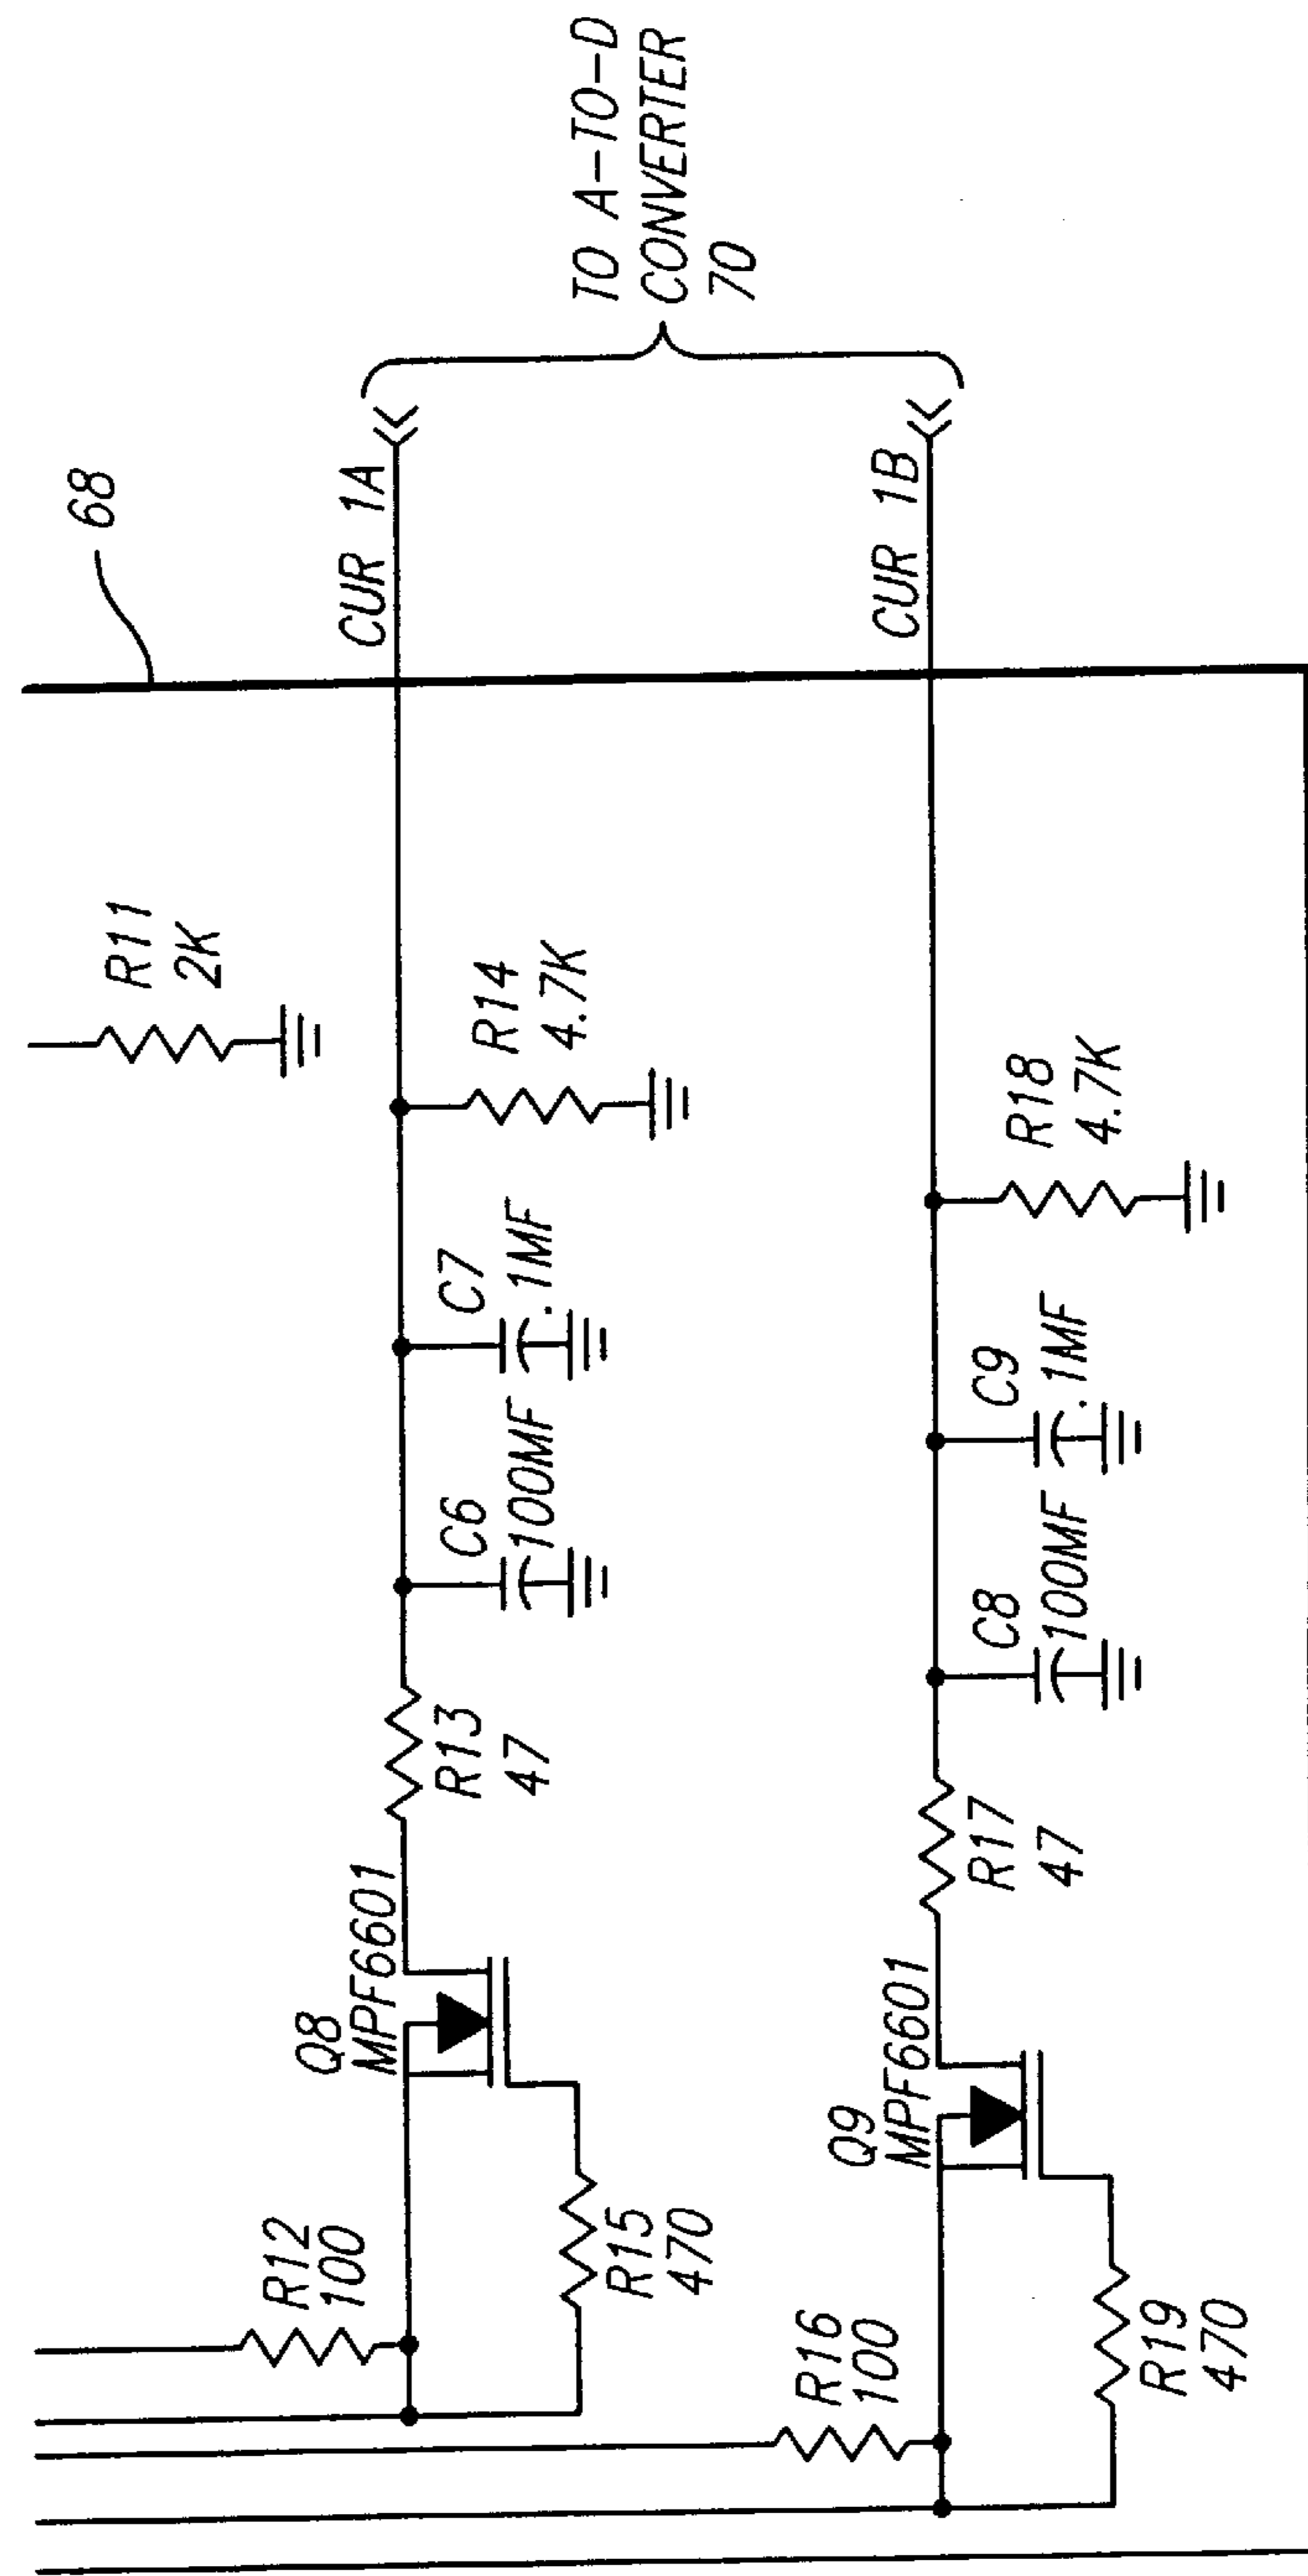 68
R11
2K
CUR 1A
TO A-TO-D
CONVERTER
70
R14
4.7K
C7
.1MF
C6
100MF
R13
47
Q8
MPF6601
R12
100
R15
470
CUR 1B
R18
4.7K
C9
.1MF
C8
100MF
R17
47
Q9
MPF6601
R16
100
R19
470